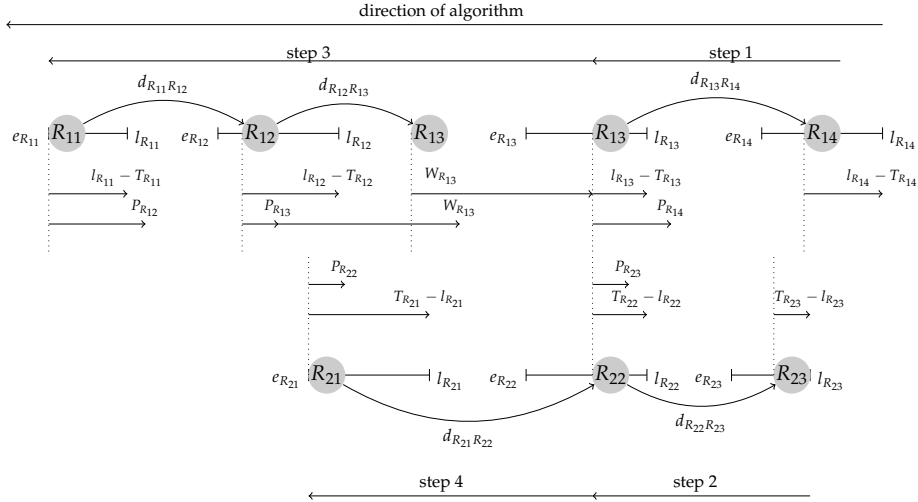 direction of algorithm
step 3 step 1
d_{R_{11}R_{12}} d_{R_{12}R_{13}} d_{R_{13}R_{14}}
e_{R_{11}} R_{11} l_{R_{11}} e_{R_{12}} R_{12} l_{R_{12}} R_{13} e_{R_{13}} R_{13} l_{R_{13}} e_{R_{14}} R_{14} l_{R_{14}}
l_{R_{11}} − T_{R_{11}} l_{R_{12}} − T_{R_{12}} W_{R_{13}} l_{R_{13}} − T_{R_{13}} l_{R_{14}} − T_{R_{14}}
P_{R_{12}} P_{R_{13}} W_{R_{13}} P_{R_{14}}
P_{R_{22}} P_{R_{23}}
T_{R_{21}} − l_{R_{21}} T_{R_{22}} − l_{R_{22}} T_{R_{23}} − l_{R_{23}}
e_{R_{21}} R_{21} l_{R_{21}} e_{R_{22}} R_{22} l_{R_{22}} e_{R_{23}} R_{23} l_{R_{23}}
d_{R_{21}R_{22}} d_{R_{22}R_{23}}
step 4 step 2